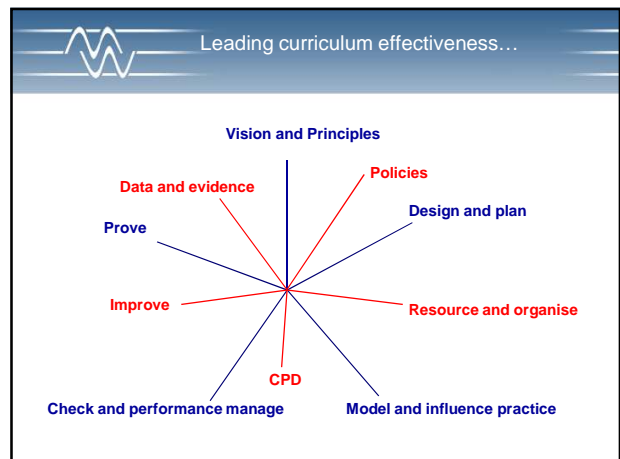 Leading curriculum effectiveness…
Vision and Principles
Policies
Data and evidence
Design and plan
Prove
Improve
Resource and organise
CPD
Check and performance manage
Model and influence practice